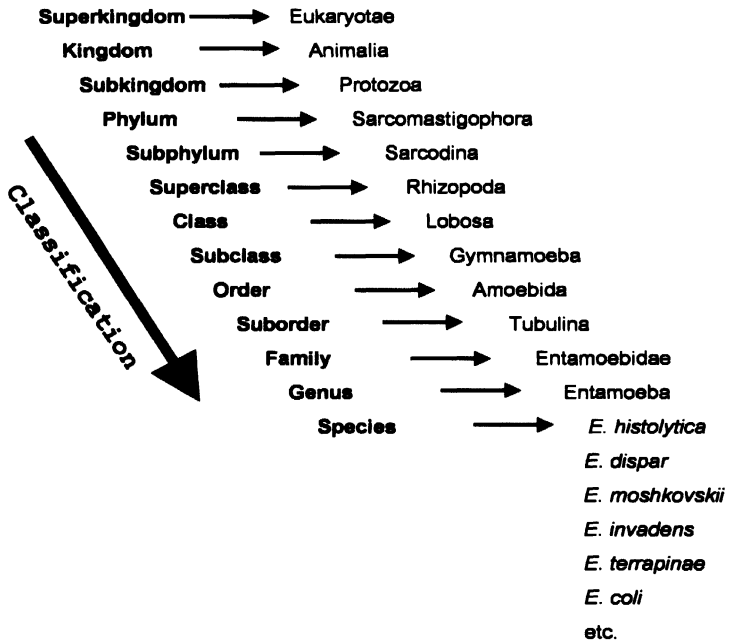 Superkingdom Eukaryotae
Kingdom Animalia
Subkingdom Protozoa
Phylum Sarcomastigophora
Subphylum Sarcodina
Superclass Rhizopoda
Class Lobosa
Subclass Gymnamoeba
Order Amoebida
Suborder Tubulina
Family Entamoebidae
Genus Entamoeba
Species E. histolytica
E. dispar
E. moshkovskii
E. invadens
E. terrapinae
E. coli
etc.
Classification